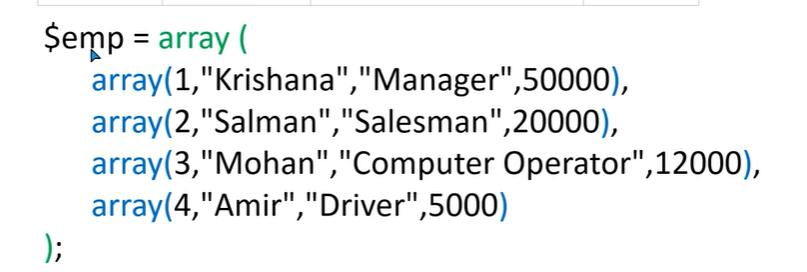 $emp = array (
array(1,"Krishana","Manager",50000),
array(2,"Salman","Salesman",20000),
array(3,"Mohan","Computer Operator",12000),
array(4,"Amir","Driver",5000)
);